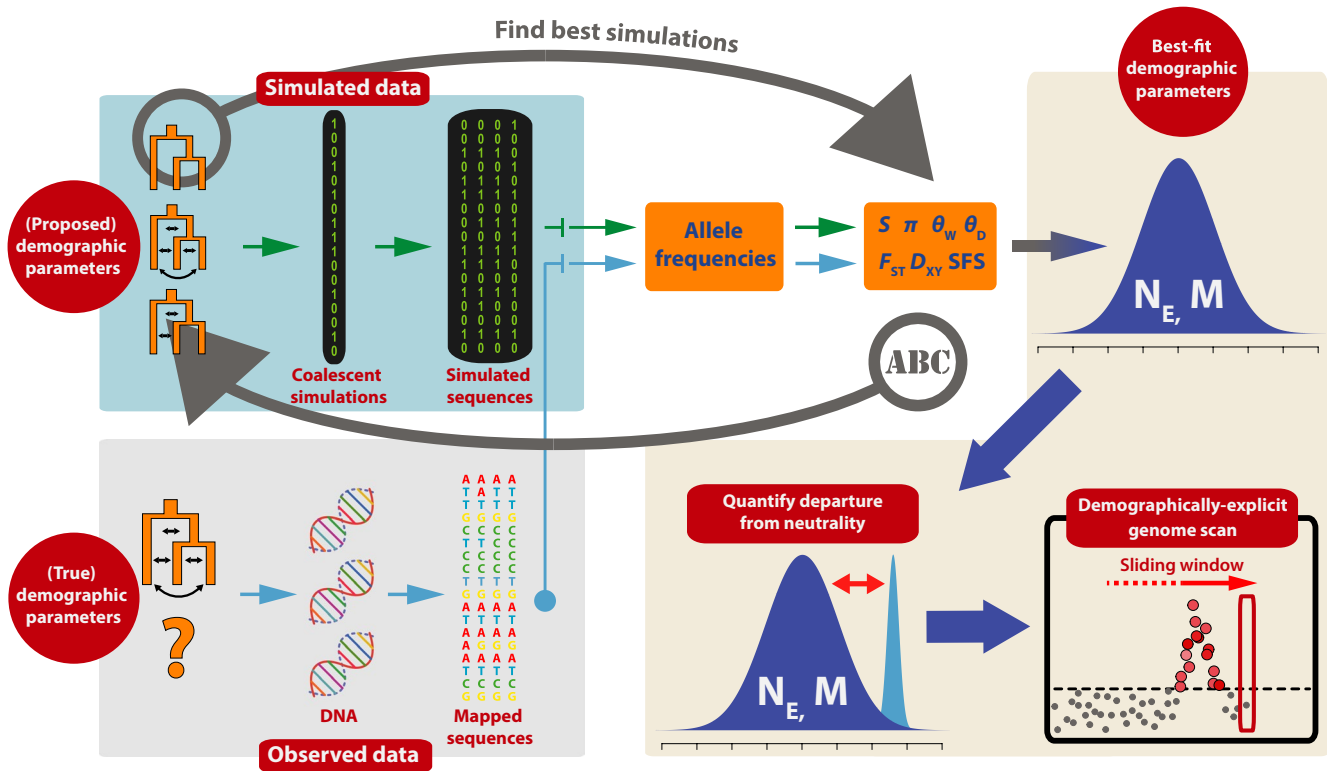 Find best simulations
Simulated data
Best-fit
demographic
parameters
(Proposed)
demographic
parameters
Allele
frequencies
S π θW θD
FST DXY SFS
NE, M
Coalescent
simulations
Simulated
sequences
ABC
(True)
demographic
parameters
?
DNA
Mapped
sequences
Observed data
Quantify departure
from neutrality
NE, M
Demographically-explicit
genome scan
Sliding window